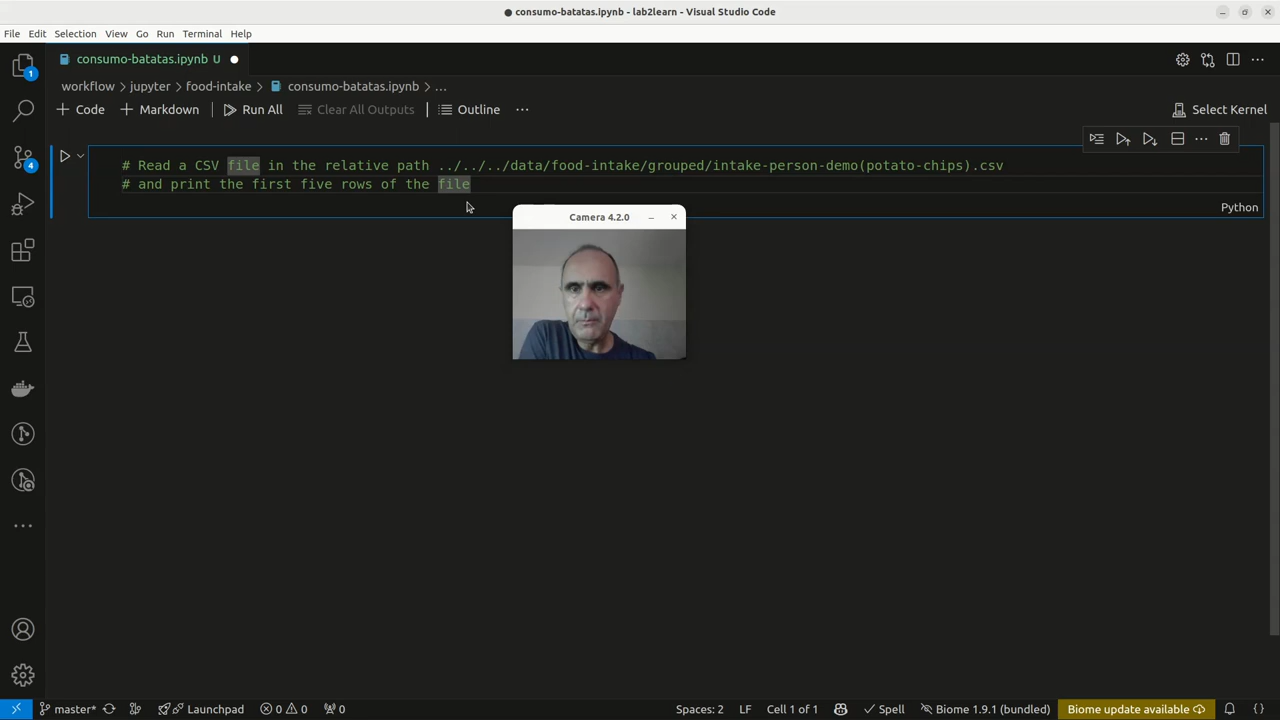 consumo-batatas.ipynb - lab2learn - Visual Studio Code
File Edit Selection View Go Run Terminal Help
consumo-batatas.ipynb U
1
workflow > jupyter > food-intake > consumo-batatas.ipynb > ...
+ Code + Markdown Run All Clear All Outputs Outline ... Select Kernel
# Read a CSV file in the relative path ../../../data/food-intake/grouped/intake-person-demo(potato-chips).csv
4
# and print the first five rows of the file
Python
Camera 4.2.0
master* Launchpad 0 0 0 Spaces: 2 LF Cell 1 of 1 Spell Biome 1.9.1 (bundled) Biome update available {}